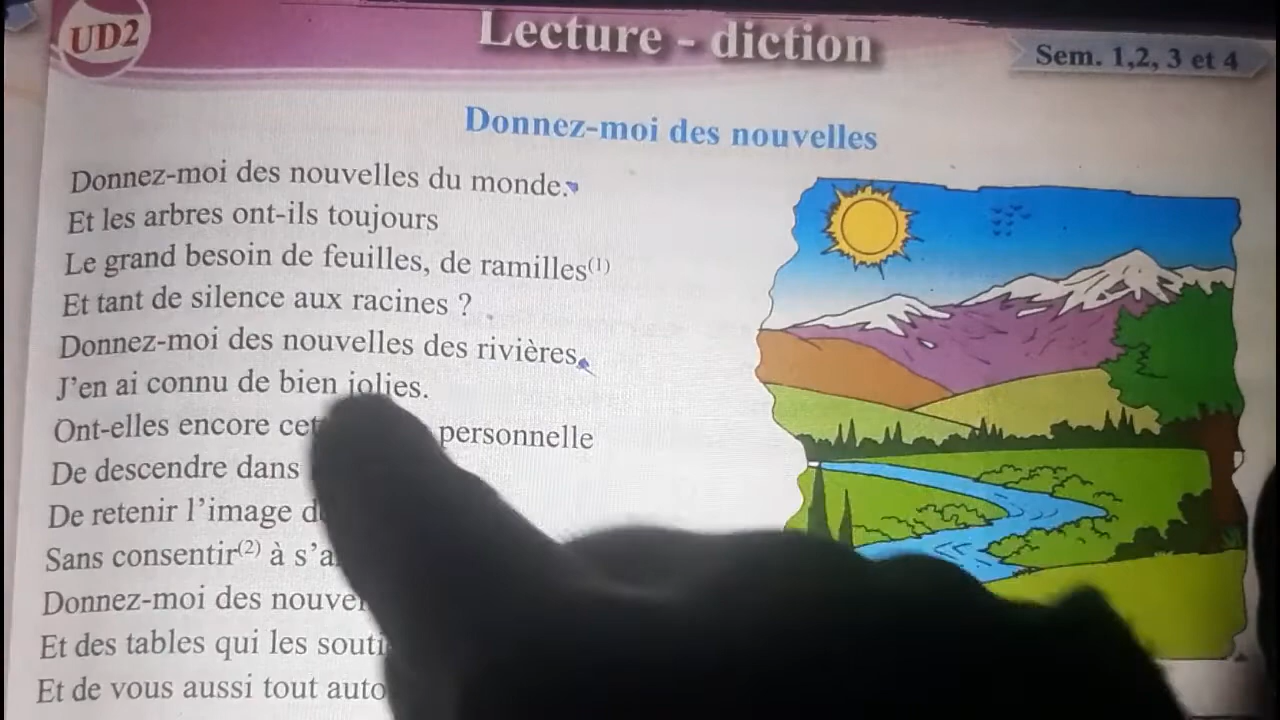 UD2
Lecture - diction
Sem. 1,2, 3 et 4
Donnez-moi des nouvelles
Donnez-moi des nouvelles du monde.
Et les arbres ont-ils toujours
Le grand besoin de feuilles, de ramilles(1)
Et tant de silence aux racines ?
Donnez-moi des nouvelles des rivières
J'en ai connu de bien jolies.
Ont-elles encore personnelle
De descendre dans
De retenir l'image
Sans consentir(2) à
Donnez-moi des
Et des tables qui les
Et de vous aussi tout